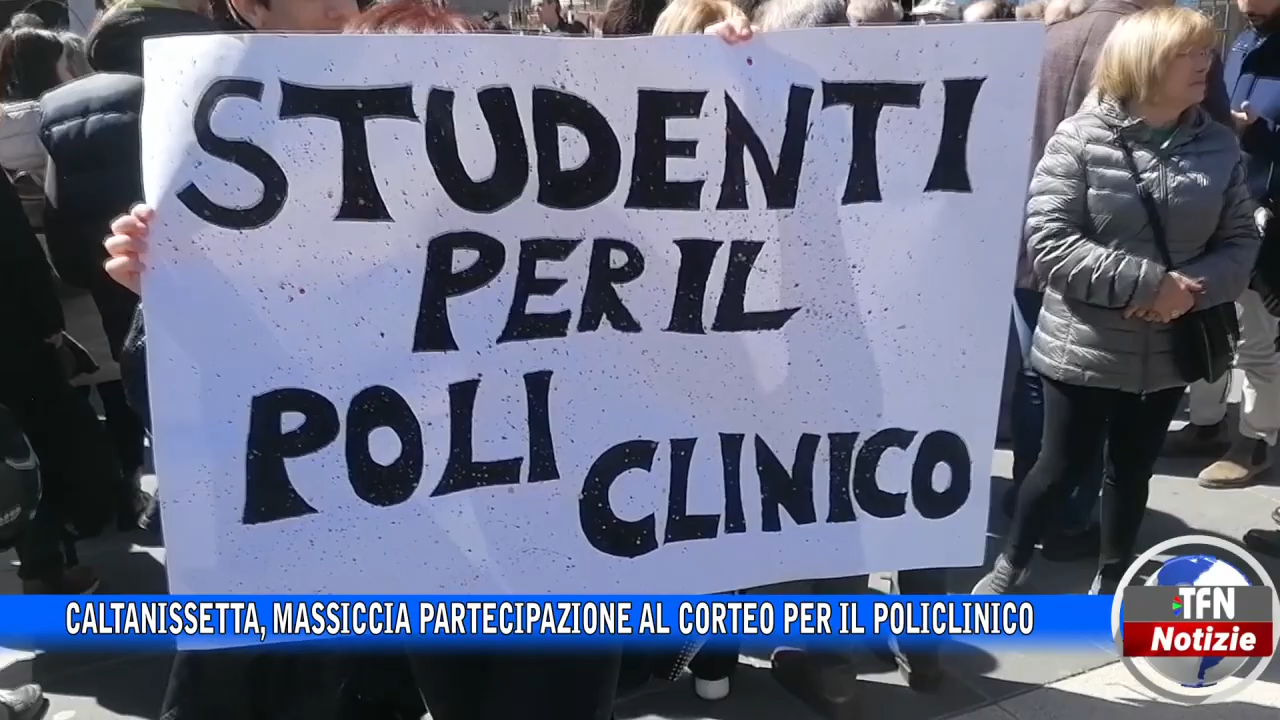 STUDENTI
PER IL
POLI
CLINICO
CALTANISSETTA, MASSICCIA PARTECIPAZIONE AL CORTEO PER IL POLICLINICO
TFN
Notizie